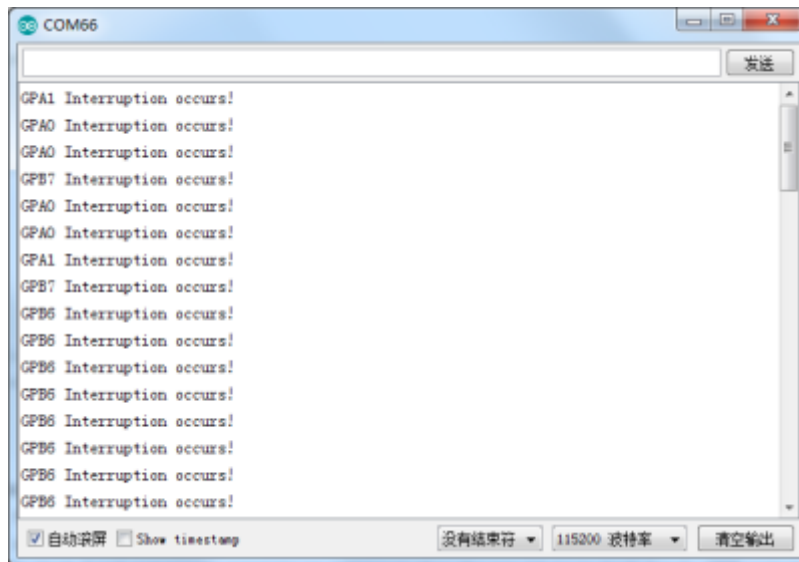 COM66
发送
GPA1 Interruption occurs!
GPA0 Interruption occurs!
GPA0 Interruption occurs!
GPB7 Interruption occurs!
GPA0 Interruption occurs!
GPA0 Interruption occurs!
GPA1 Interruption occurs!
GPB7 Interruption occurs!
GPB6 Interruption occurs!
GPB6 Interruption occurs!
GPB6 Interruption occurs!
GPB6 Interruption occurs!
GPB6 Interruption occurs!
GPB6 Interruption occurs!
GPB6 Interruption occurs!
GPB6 Interruption occurs!
自动滚屏 Show timestamp 没有结束符 115200 波特率 清空输出